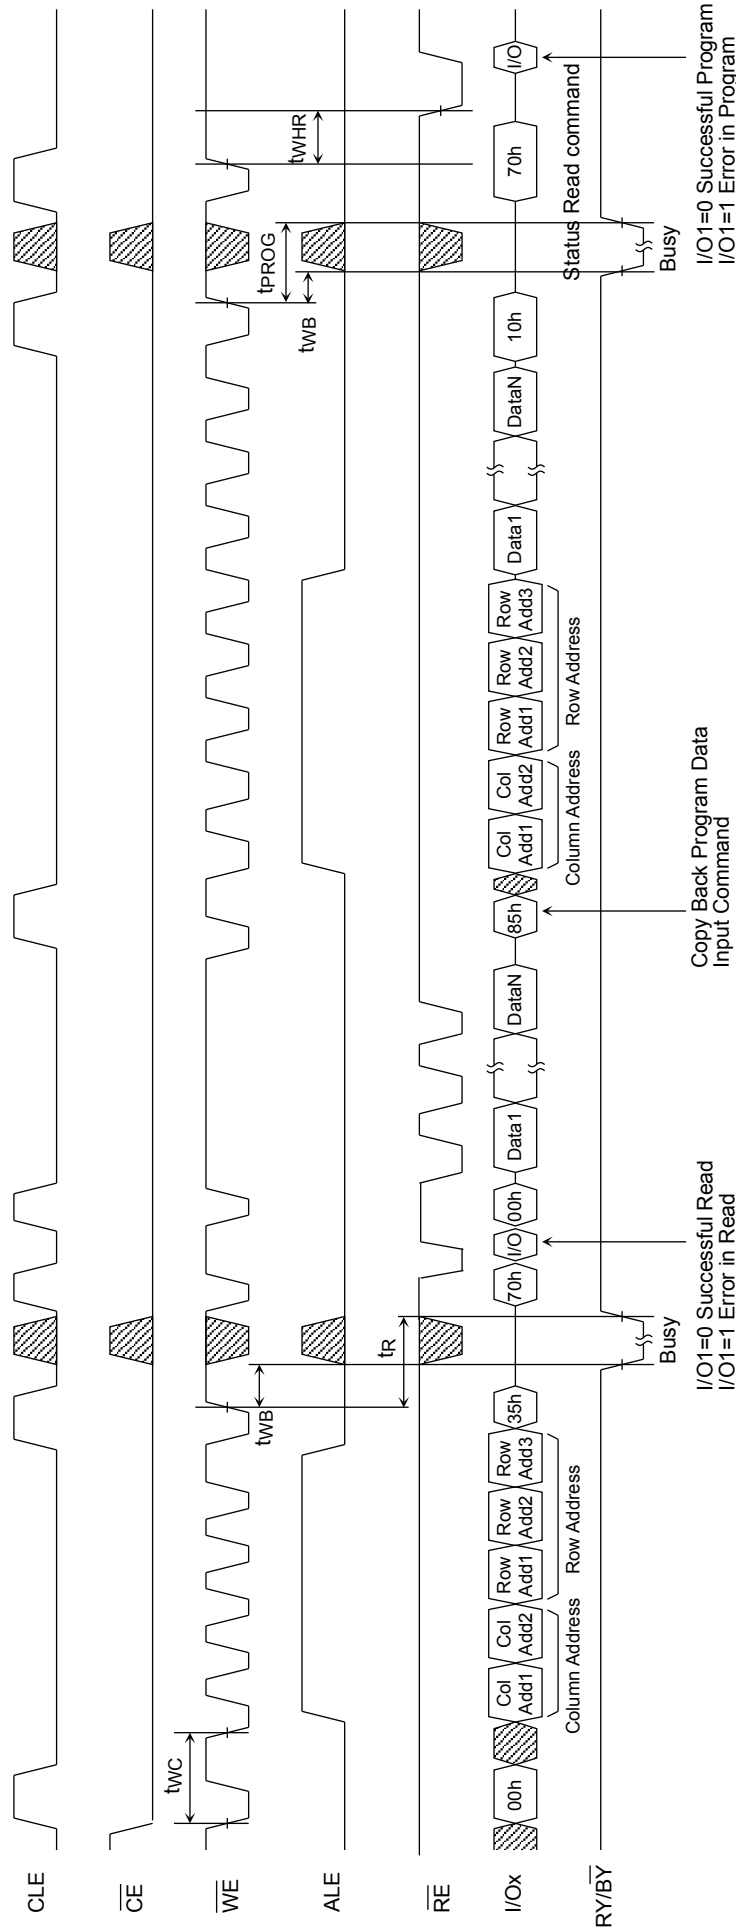 CLE
CE
tWC
WE
tWB
tWHR
tPROG
tWB
ALE
tR
RE
I/Ox
00h
Col Add1
Col Add2
Row Add1
Row Add2
Row Add3
35h
70h
I/O
00h
Data1
DataN
85h
Col Add1
Col Add2
Row Add1
Row Add2
Row Add3
Data1
DataN
10h
70h
I/O
Column Address
Row Address
Column Address
Row Address
Status Read command
RY/BY
Busy
Busy
I/O1=0 Successful Read
I/O1=1 Error in Read
Copy Back Program Data
Input Command
I/O1=0 Successful Program
I/O1=1 Error in Program